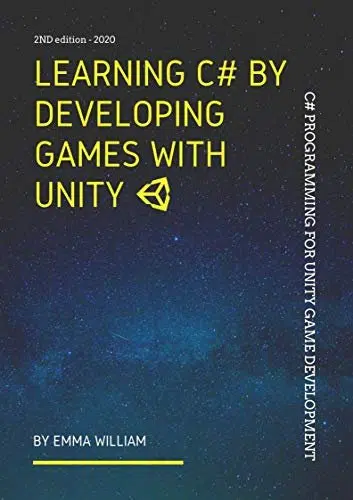 2ND edition - 2020
LEARNING C# BY
DEVELOPING
GAMES WITH
UNITY
C# PROGRAMMING FOR UNITY GAME DEVELOPMENT
BY EMMA WILLIAM